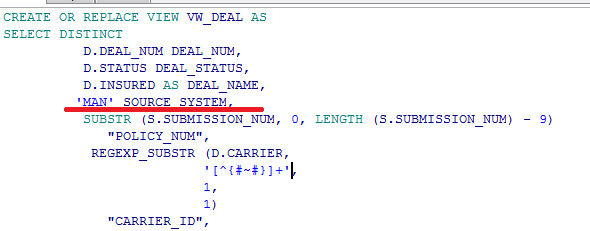 CREATE OR REPLACE VIEW VW_DEAL AS
SELECT DISTINCT
D.DEAL_NUM DEAL_NUM,
D.STATUS DEAL_STATUS,
D.INSURED AS DEAL_NAME,
'MAN' SOURCE_SYSTEM,
SUBSTR (S.SUBMISSION_NUM, 0, LENGTH (S.SUBMISSION_NUM) - 9)
"POLICY_NUM",
REGEXP_SUBSTR (D.CARRIER,
'[^{#~#}]+',
1,
1)
"CARRIER_ID",